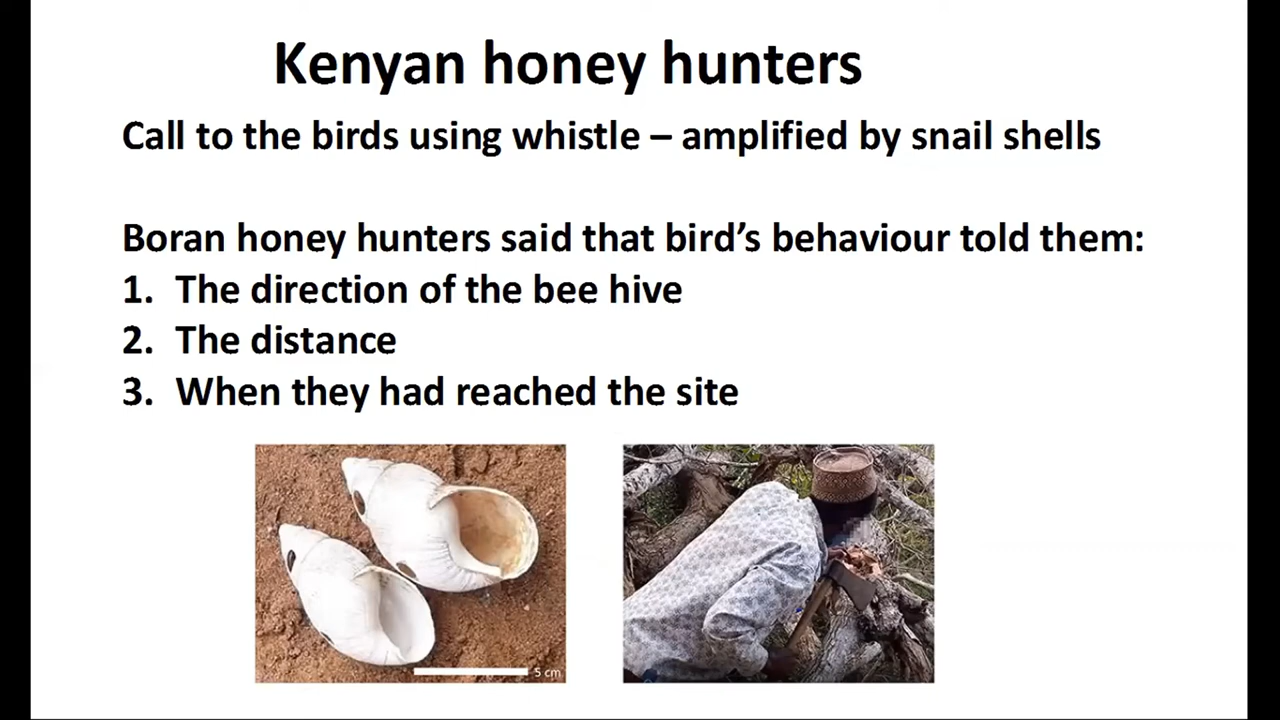 Kenyan honey hunters
Call to the birds using whistle – amplified by snail shells
Boran honey hunters said that bird’s behaviour told them:
1. The direction of the bee hive
2. The distance
3. When they had reached the site
5 cm